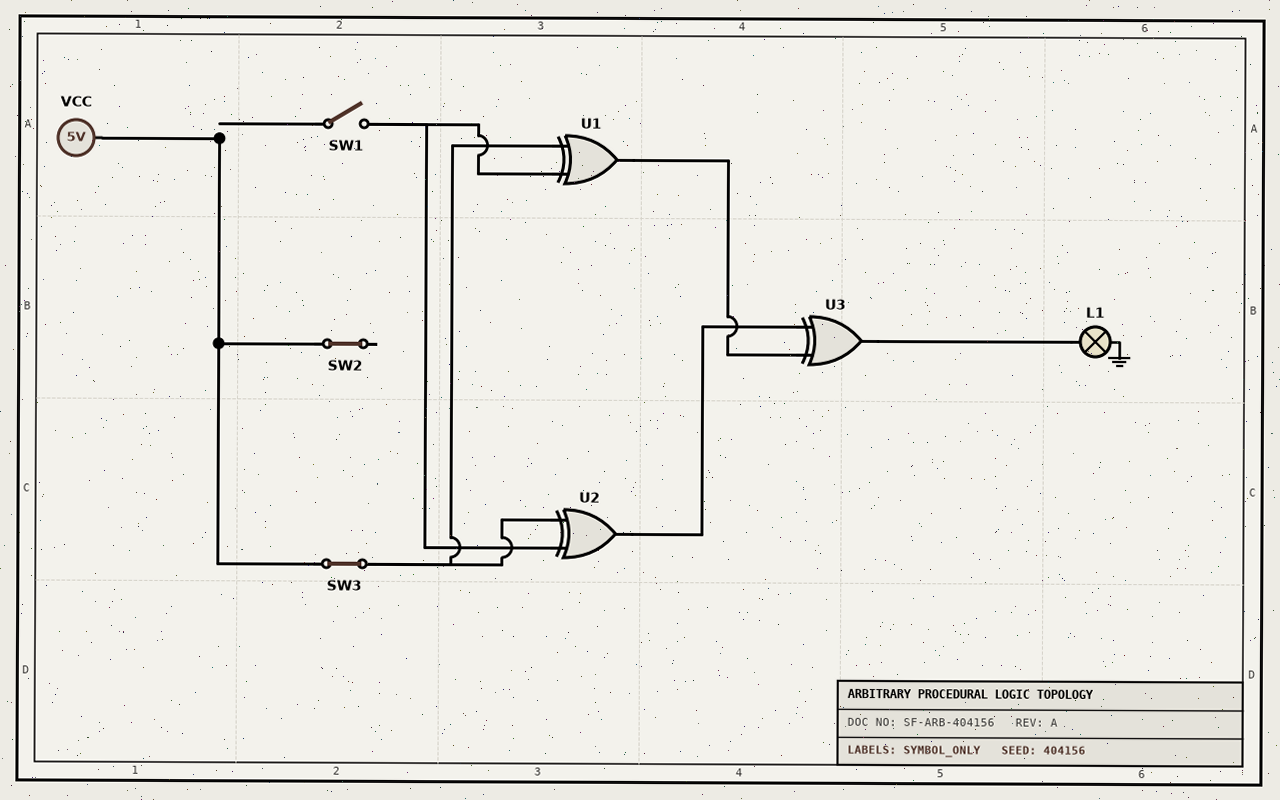 1 2 3 4 5 6
VCC
5V
A
SW1
U1
A
B
SW2
U3
L1
B
C
SW3
U2
C
D
D
ARBITRARY PROCEDURAL LOGIC TOPOLOGY
DOC NO: SF-ARB-404156 REV: A
LABELS: SYMBOL_ONLY SEED: 404156
1 2 3 4 5 6